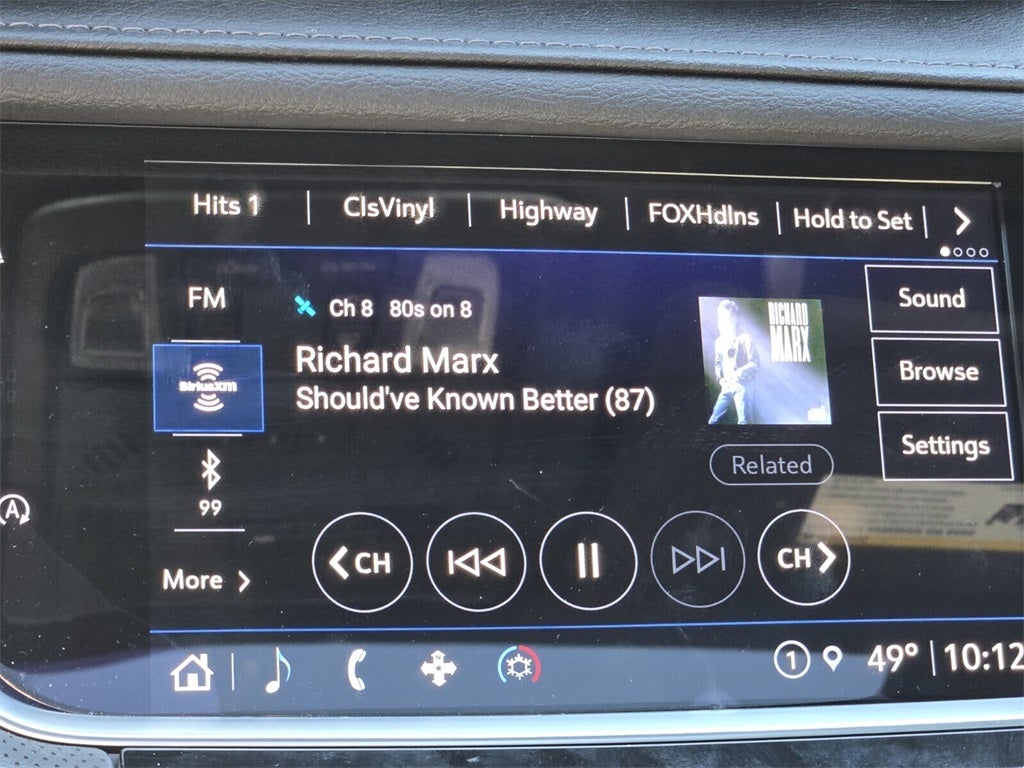 Hits 1 ClsVinyl Highway FOXHdlns Hold to Set
FM
Ch 8 80s on 8
Richard Marx
Should've Known Better (87)
RICHARD
MARX
Sound
Browse
Settings
SiriusXM
99
Related
A
CH CH
More
1 49° 10:12